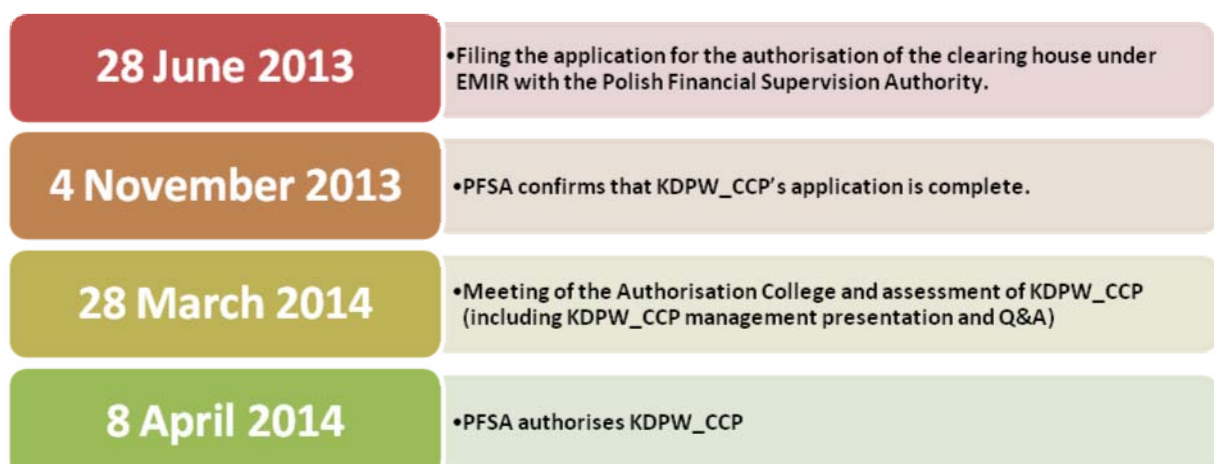 28 June 2013
•Filing the application for the authorisation of the clearing house under
EMIR with the Polish Financial Supervision Authority.
4 November 2013
•PFSA confirms that KDPW_CCP's application is complete.
28 March 2014
•Meeting of the Authorisation College and assessment of KDPW_CCP
(including KDPW_CCP management presentation and Q&A)
8 April 2014
•PFSA authorises KDPW_CCP